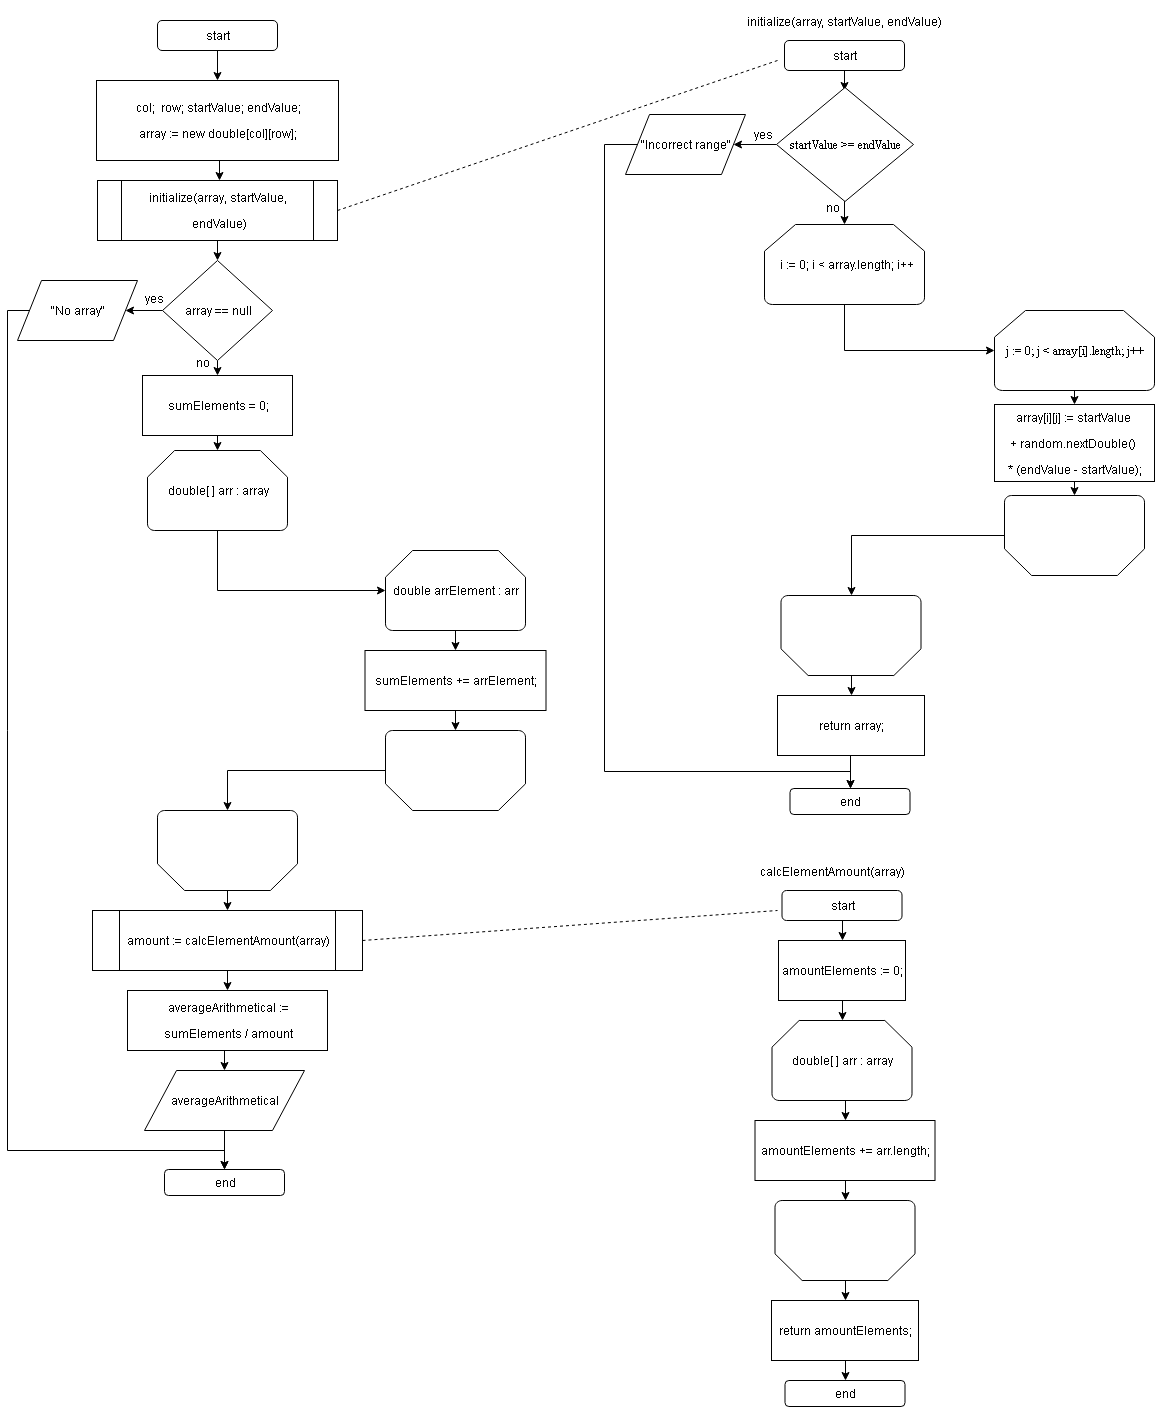 start
col;  row; startValue; endValue;
array := new double[col][row];
initialize(array, startValue,
endValue)
array == null
yes
"No array"
no
sumElements = 0;
double[ ] arr : array
double arrElement : arr
sumElements += arrElement;
amount := calcElementAmount(array)
averageArithmetical :=
sumElements / amount
averageArithmetical
end
initialize(array, startValue, endValue)
start
startValue >= endValue
yes
"Incorrect range"
no
i := 0; i < array.length; i++
j := 0; j < array[i].length; j++
array[i][j] := startValue
+ random.nextDouble()
* (endValue - startValue);
return array;
end
calcElementAmount(array)
start
amountElements := 0;
double[ ] arr : array
amountElements += arr.length;
return amountElements;
end